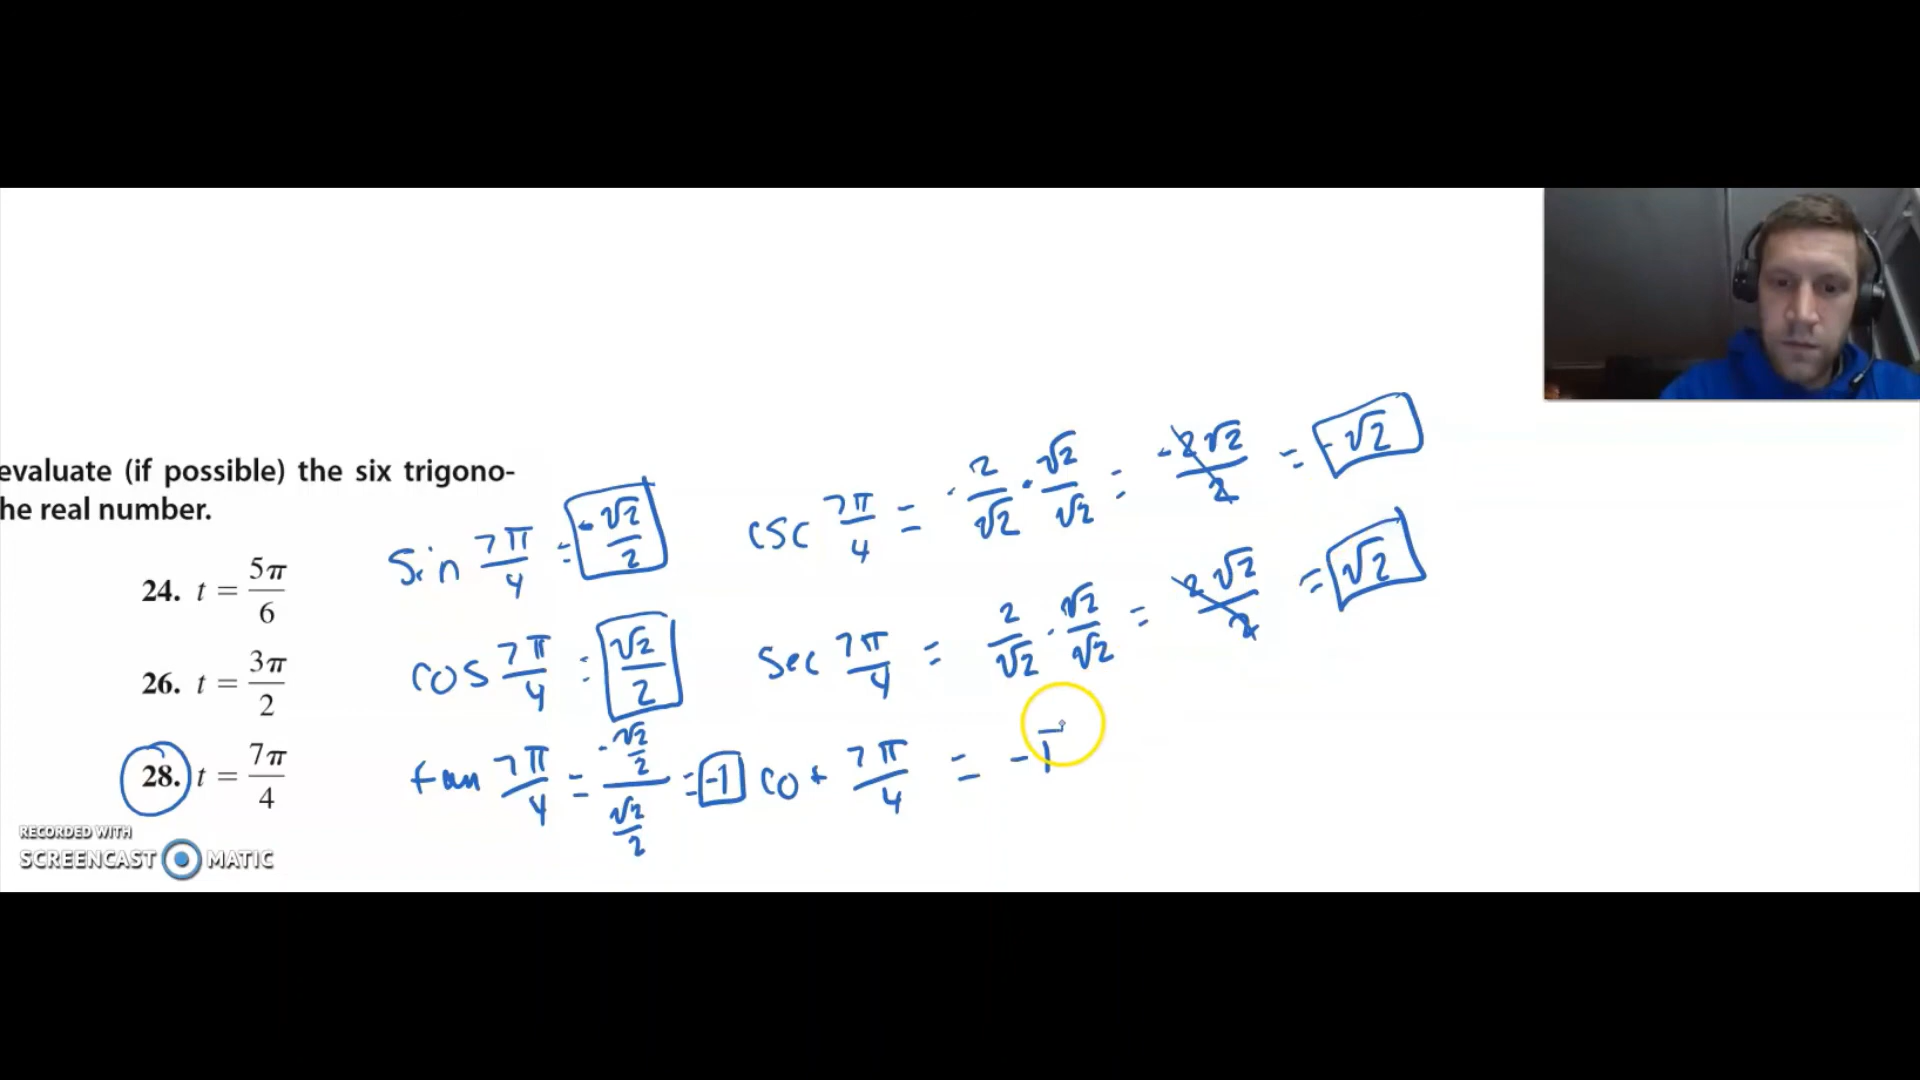 evaluate (if possible) the six trigono-
he real number.
24. t = 5π/6
26. t = 3π/2
28. t = 7π/4
sin 7π/4 = -√2/2
csc 7π/4 = -2/√2 · √2/√2 = -2√2/2 = -√2
cos 7π/4 = √2/2
sec 7π/4 = 2/√2 · √2/√2 = 2√2/2 = √2
tan 7π/4 = (-√2/2)/(√2/2) = -1
cot 7π/4 = -1
RECORDED WITH
SCREENCAST MATIC